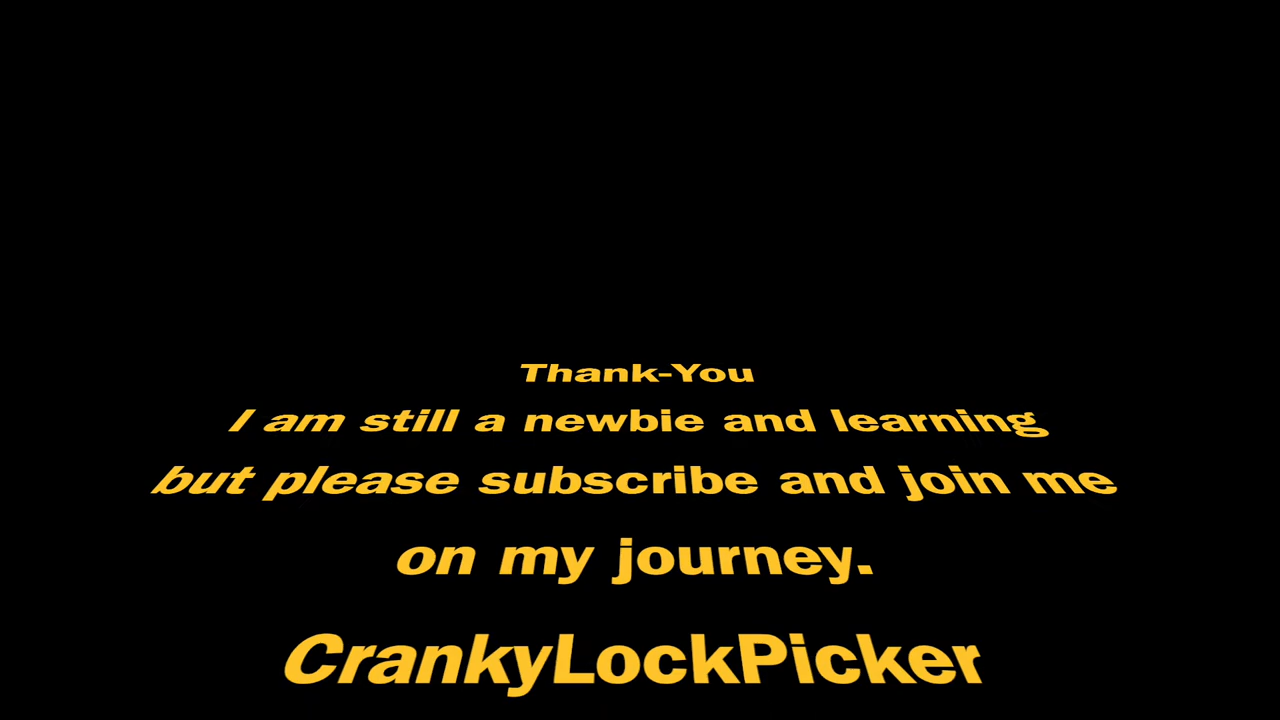 Thank-You
I am still a newbie and learning
but please subscribe and join me
on my journey.
CrankyLockPicker